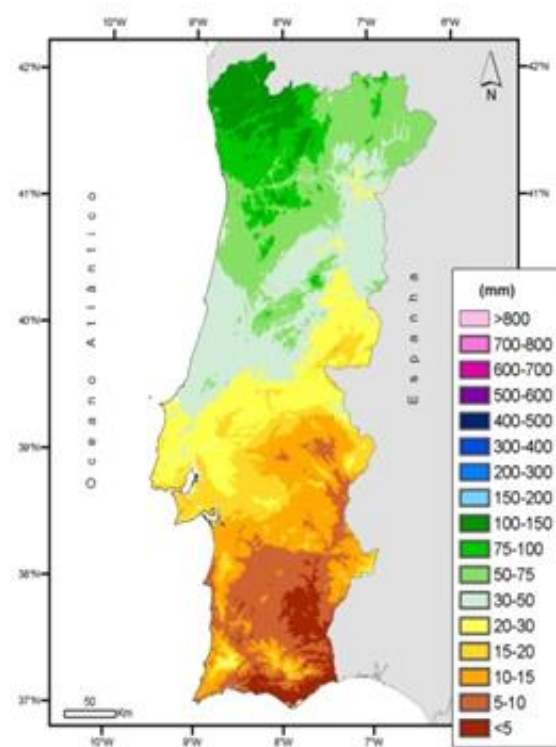 10°W 9°W 8°W 7°W 6°W
42°N 42°N
N
41°N 41°N
Oceano Atlântico
Espanha
(mm)
>800
700-800
600-700
500-600
400-500
300-400
200-300
150-200
100-150
75-100
50-75
30-50
20-30
15-20
10-15
5-10
<5
40°N
39°N
38°N
37°N
50
Km
10°W 9°W 8°W 7°W